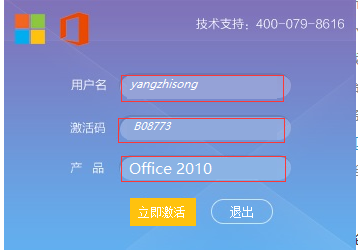 技术支持：400-079-8616
用户名 yangzhisong
激活码 B08773
产 品 Office 2010
立即激活 退出